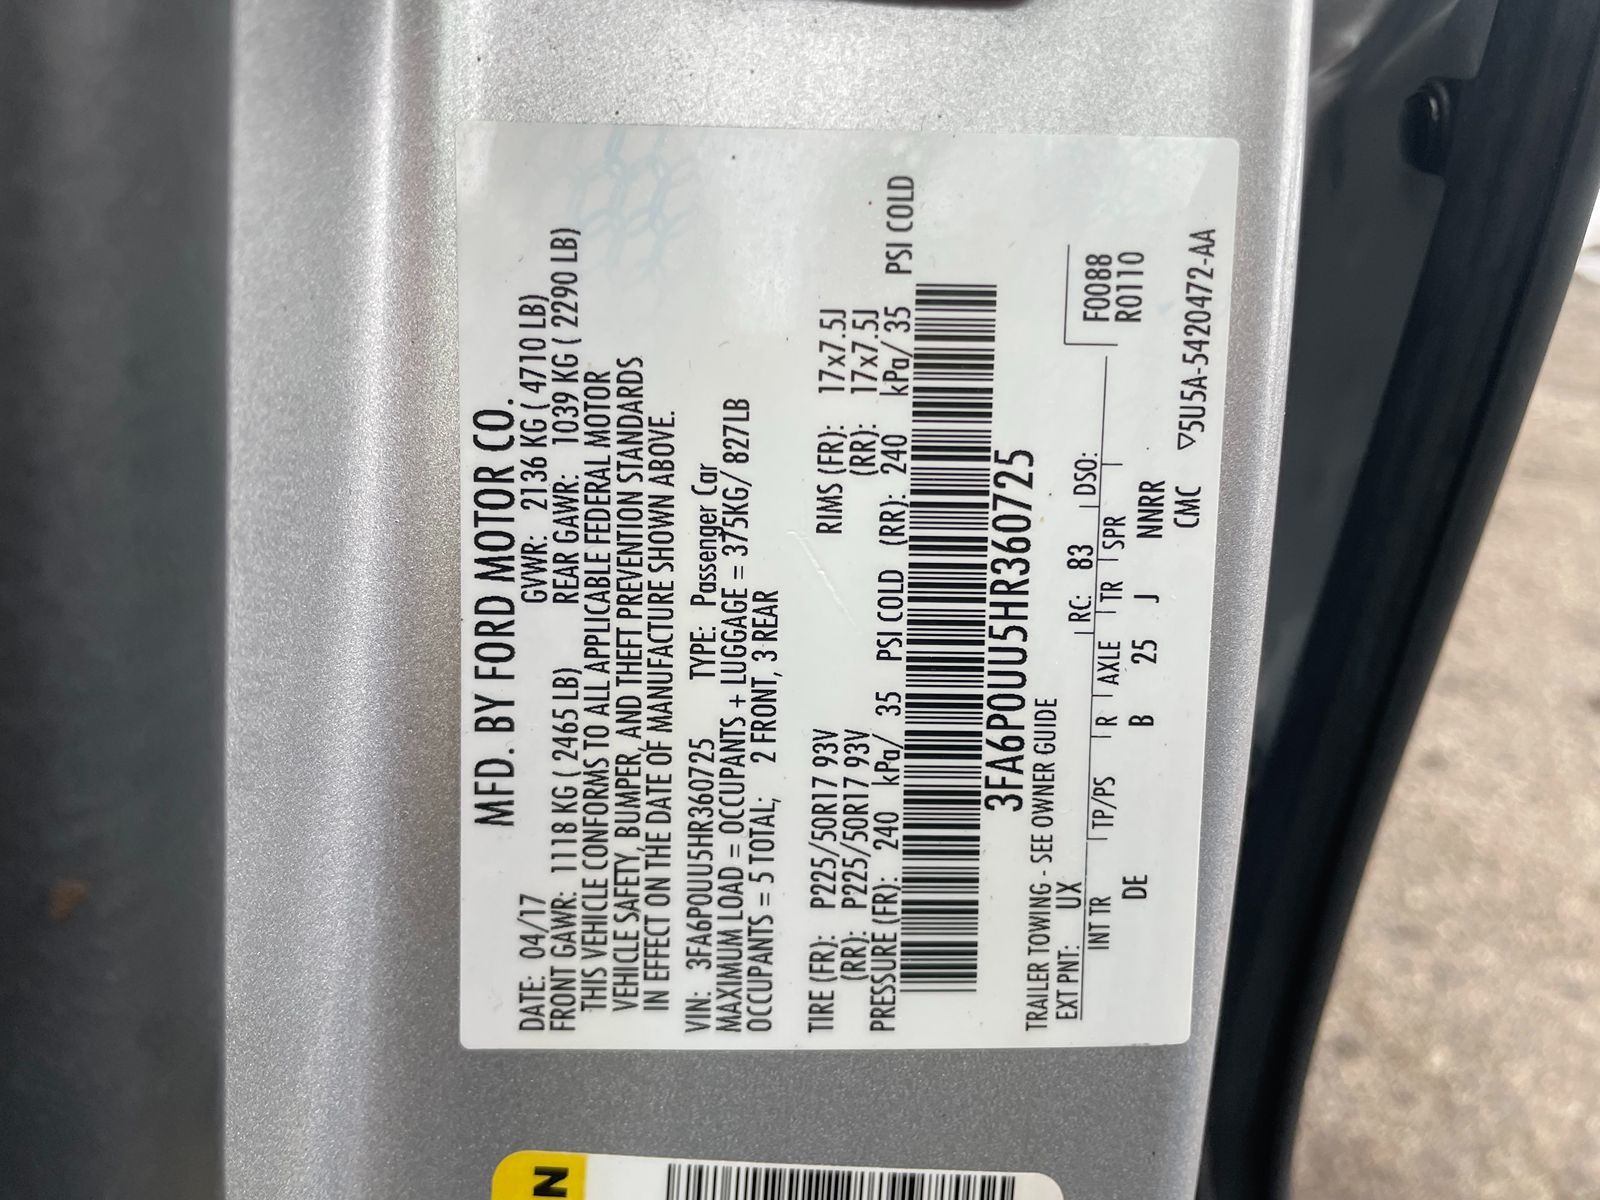 MFD. BY FORD MOTOR CO.
DATE: 04/17 GVWR: 2136 KG ( 4710 LB)
FRONT GAWR: 1118 KG ( 2465 LB) REAR GAWR: 1039 KG ( 2290 LB)
THIS VEHICLE CONFORMS TO ALL APPLICABLE FEDERAL MOTOR
VEHICLE SAFETY, BUMPER, AND THEFT PREVENTION STANDARDS
IN EFFECT ON THE DATE OF MANUFACTURE SHOWN ABOVE.
VIN: 3FA6P0UU5HR360725 TYPE: Passenger Car
MAXIMUM LOAD = OCCUPANTS + LUGGAGE = 375KG/ 827LB
OCCUPANTS = 5 TOTAL; 2 FRONT, 3 REAR
TIRE (FR): P225/50R17 93V RIMS (FR): 17x7.5J
(RR): P225/50R17 93V (RR): 17x7.5J
PRESSURE (FR): 240 kPa/ 35 PSI COLD (RR): 240 kPa/ 35 PSI COLD
3FA6P0UU5HR360725
TRAILER TOWING - SEE OWNER GUIDE
EXT PNT: UX RC: 83 DSO: F0088
R0110
INT TR TP/PS R AXLE TR SPR
DE B 25 J NNRR
CMC ▽5U5A-5420472-AA
N